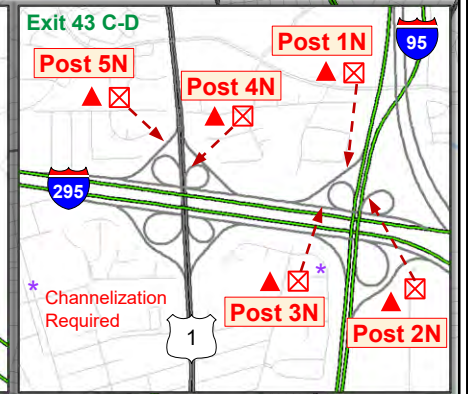 Exit 43 C-D
Post 1N
95
Post 5N
Post 4N
295
*
* Channelization
Required
Post 3N
Post 2N
1